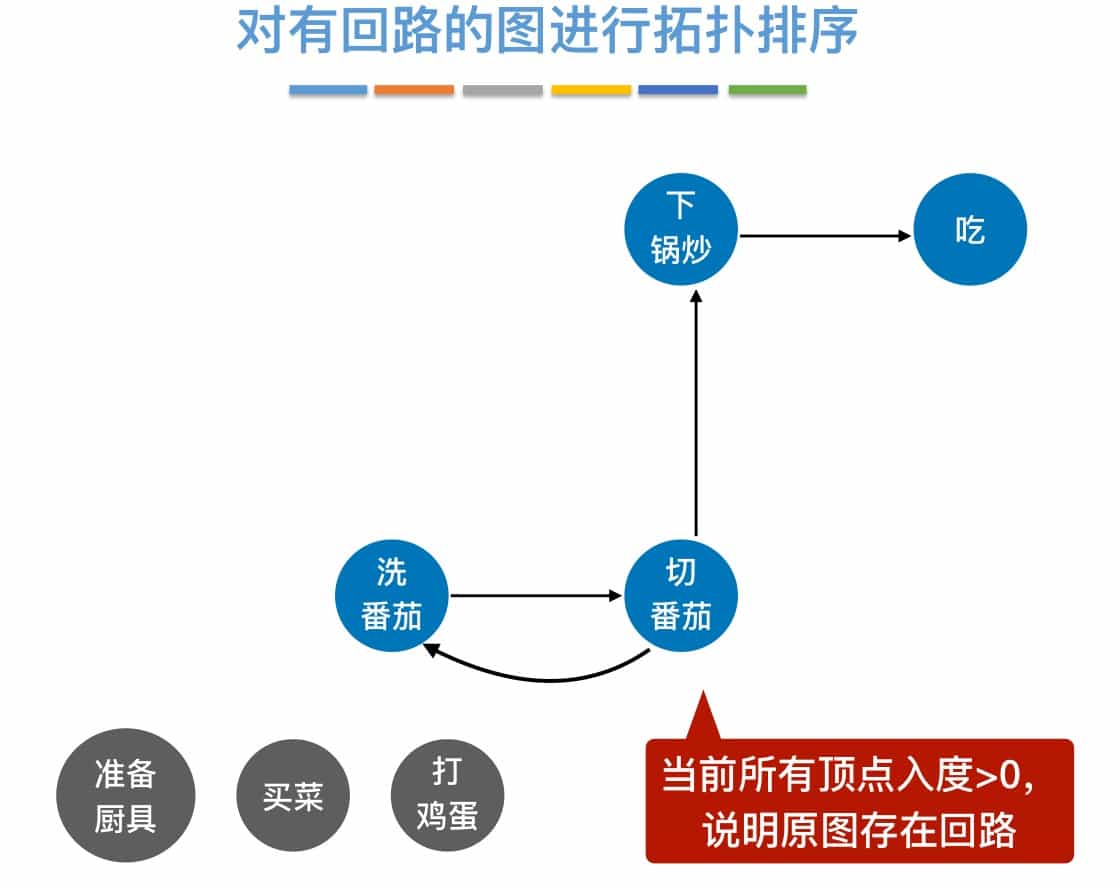 对有回路的图进行拓扑排序
下
锅炒
吃
洗
番茄
切
番茄
准备
厨具
买菜
打
鸡蛋
当前所有顶点入度>0，
说明原图存在回路